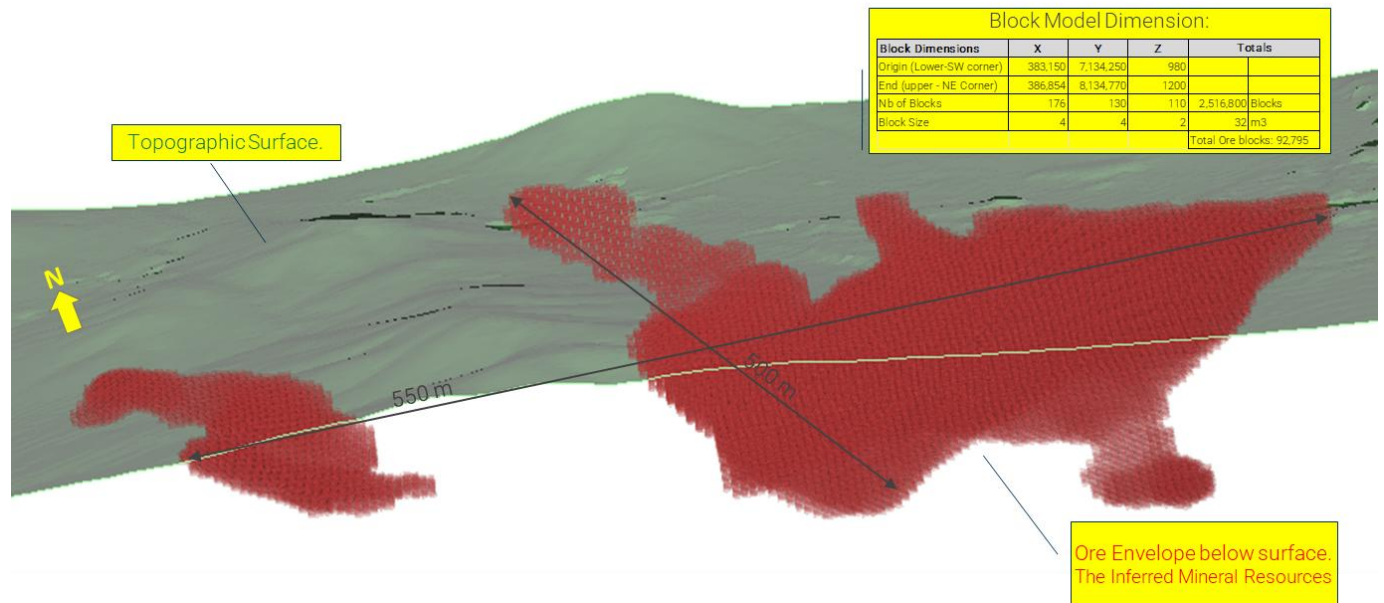 Block Model Dimension:
Block Dimensions X Y Z Totals
Origin (Lower-SW corner) 383,150 7,134,250 980
End (upper - NE Corner) 386,854 8,134,770 1200
Nb of Blocks 176 130 110 2,516,800 Blocks
Block Size 4 4 2 32 m3
Total Ore blocks: 92,795
Topographic Surface.
N
550 m
500 m
Ore Envelope below surface.
The Inferred Mineral Resources